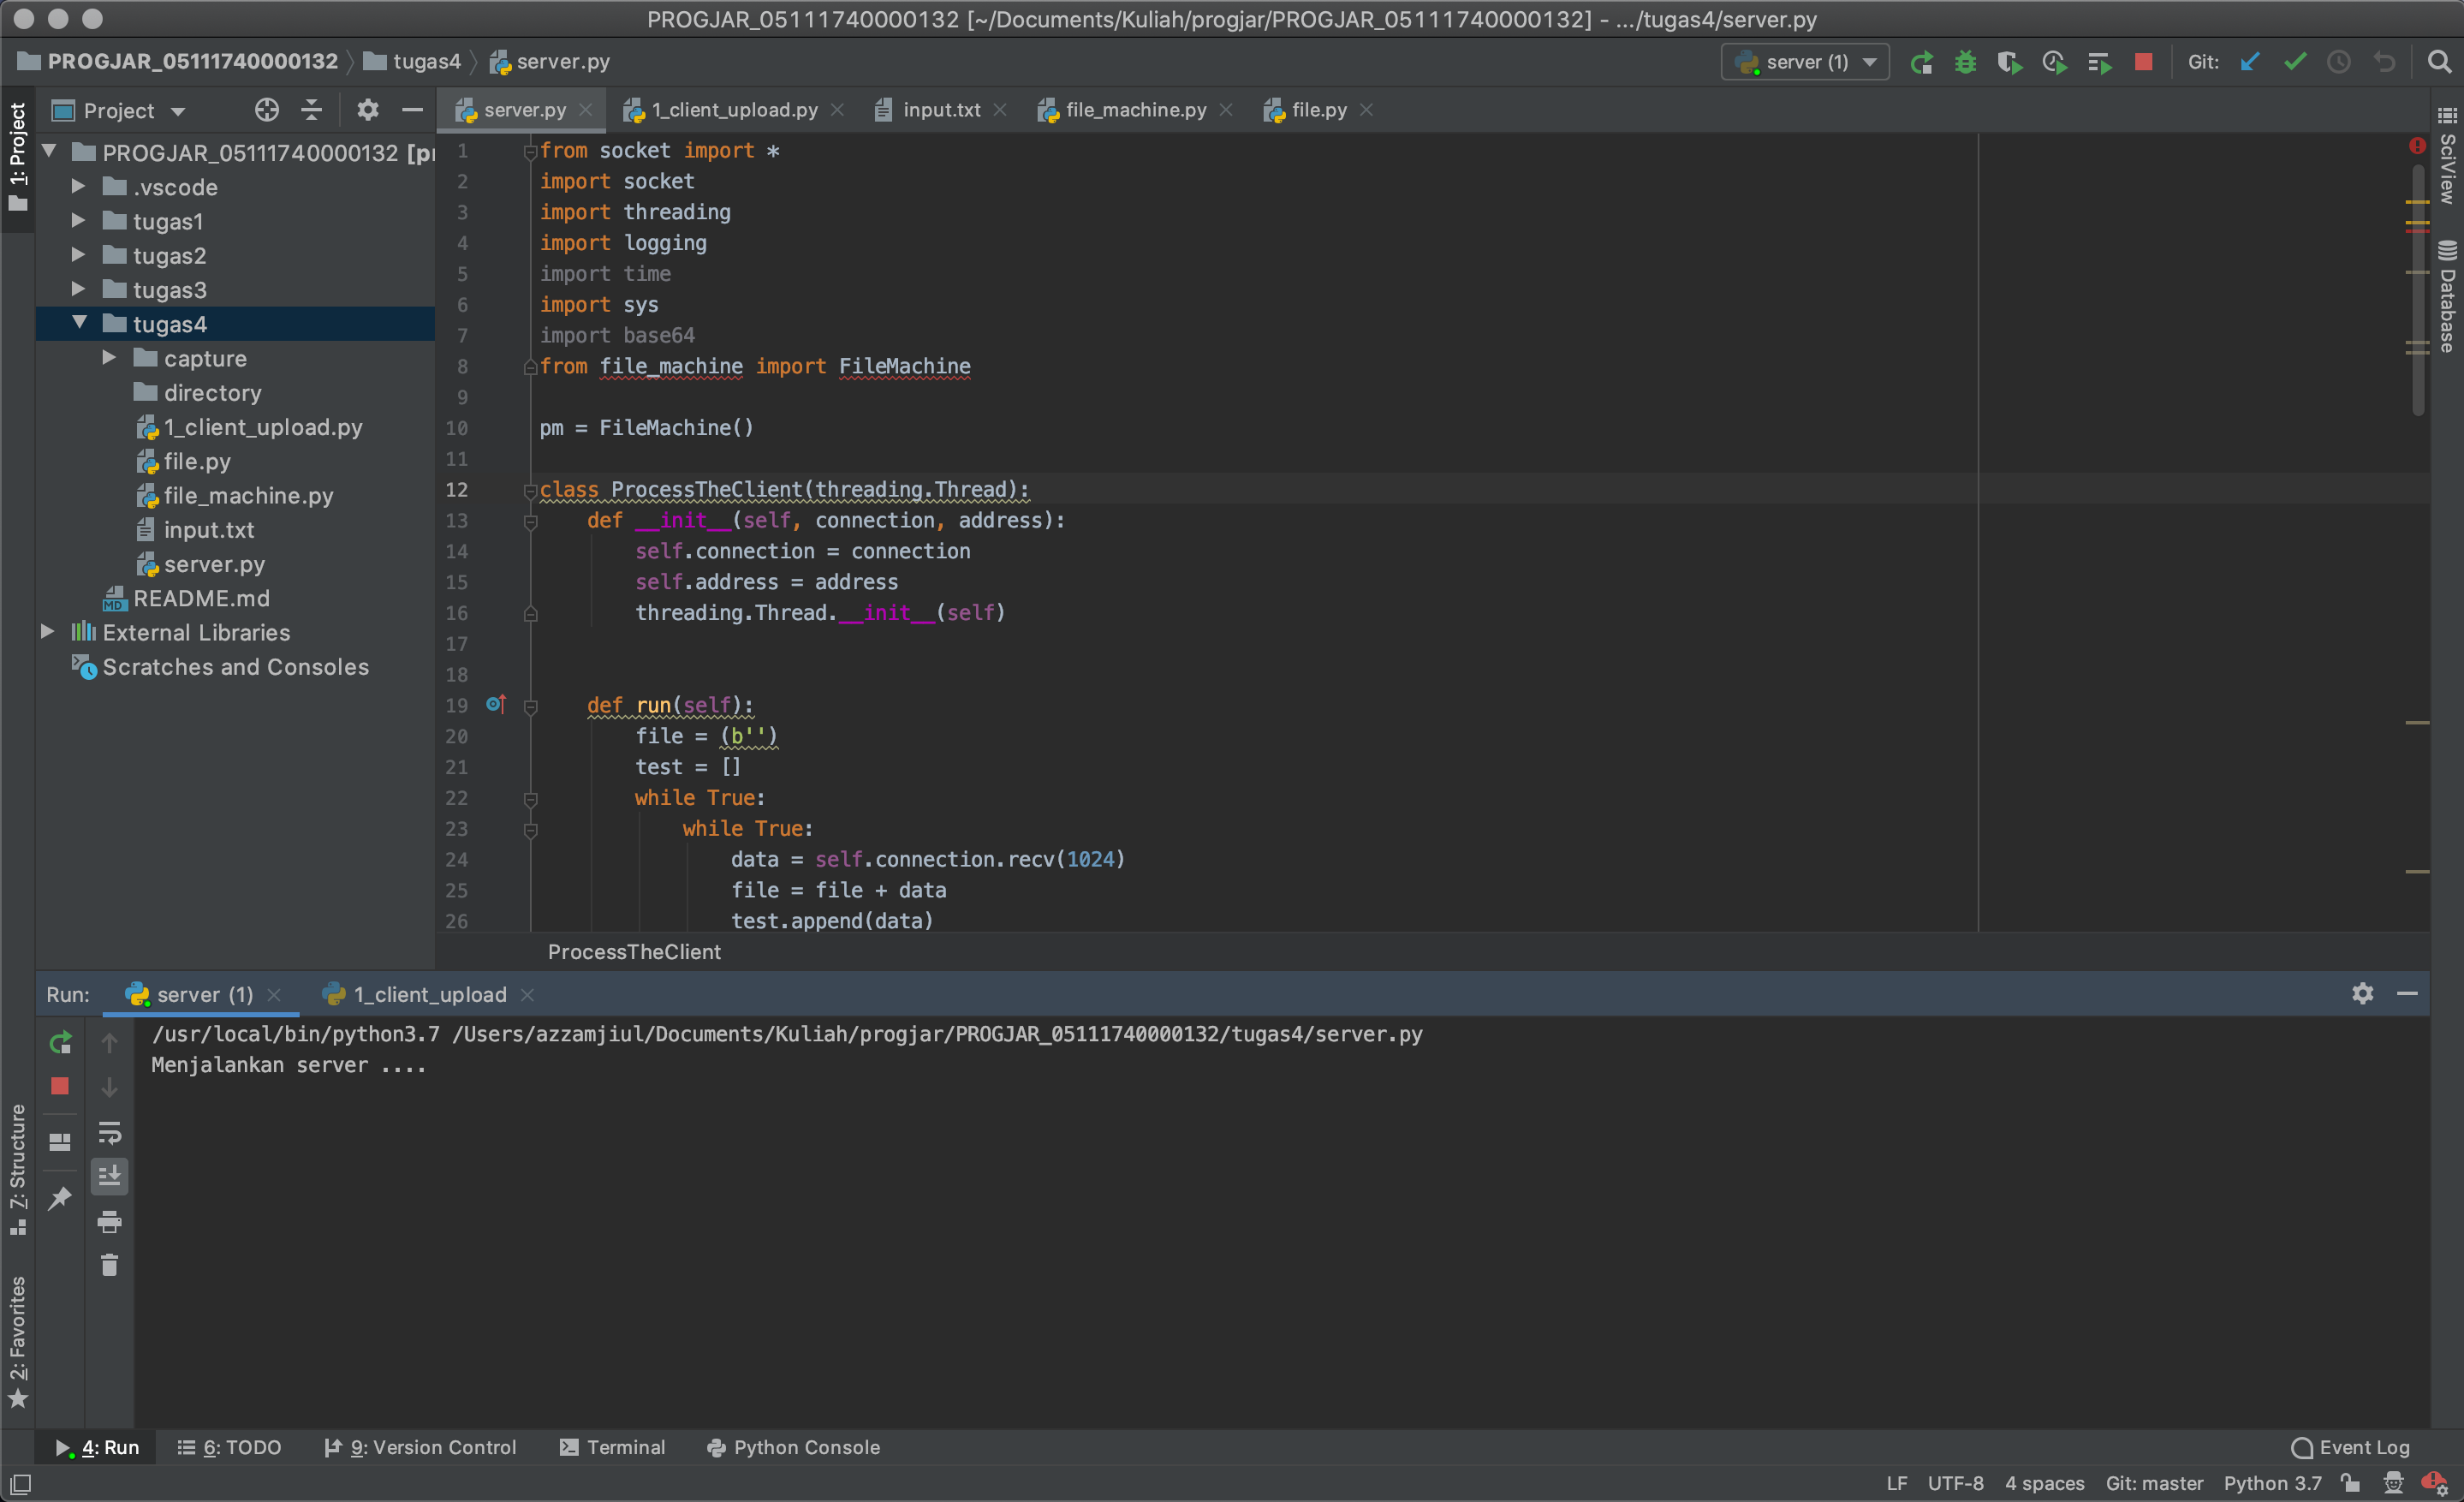 PROGJAR_05111740000132 [~/Documents/Kuliah/progjar/PROGJAR_05111740000132] - .../tugas4/server.py
PROGJAR_05111740000132 tugas4 server.py
server (1) Git:
1: Project
Project
server.py 1_client_upload.py input.txt file_machine.py file.py
PROGJAR_05111740000132 [pr
.vscode
tugas1
tugas2
tugas3
tugas4
capture
directory
1_client_upload.py
file.py
file_machine.py
input.txt
server.py
MD README.md
External Libraries
Scratches and Consoles
1 from socket import *
2 import socket
3 import threading
4 import logging
5 import time
6 import sys
7 import base64
8 from file_machine import FileMachine
9
10 pm = FileMachine()
11
12 class ProcessTheClient(threading.Thread):
13 def __init__(self, connection, address):
14 self.connection = connection
15 self.address = address
16 threading.Thread.__init__(self)
17
18
19 def run(self):
20 file = (b'')
21 test = []
22 while True:
23 while True:
24 data = self.connection.recv(1024)
25 file = file + data
26 test.append(data)
ProcessTheClient
SciView
Database
Run: server (1) 1_client_upload
/usr/local/bin/python3.7 /Users/azzamjiul/Documents/Kuliah/progjar/PROGJAR_05111740000132/tugas4/server.py
Menjalankan server ....
7: Structure
2: Favorites
4: Run 6: TODO 9: Version Control Terminal Python Console Event Log
LF UTF-8 4 spaces Git: master Python 3.7